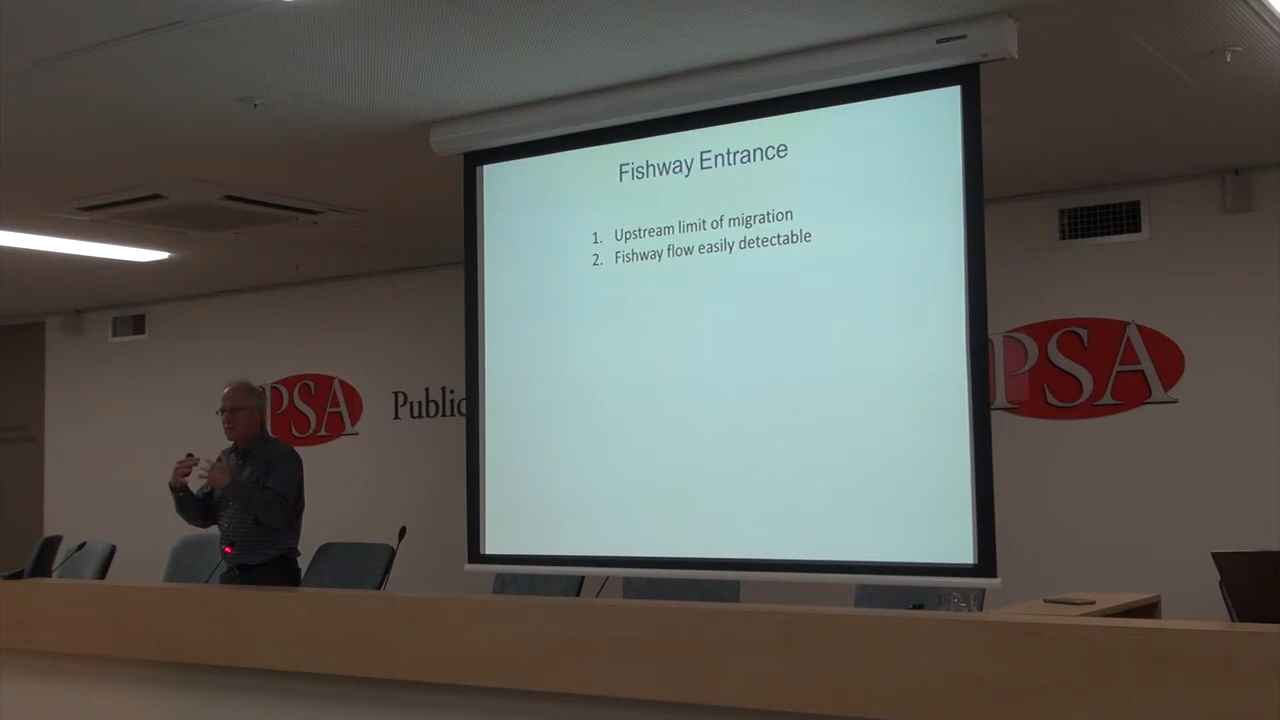 Fishway Entrance
1. Upstream limit of migration
2. Fishway flow easily detectable
PSA
Public
PSA